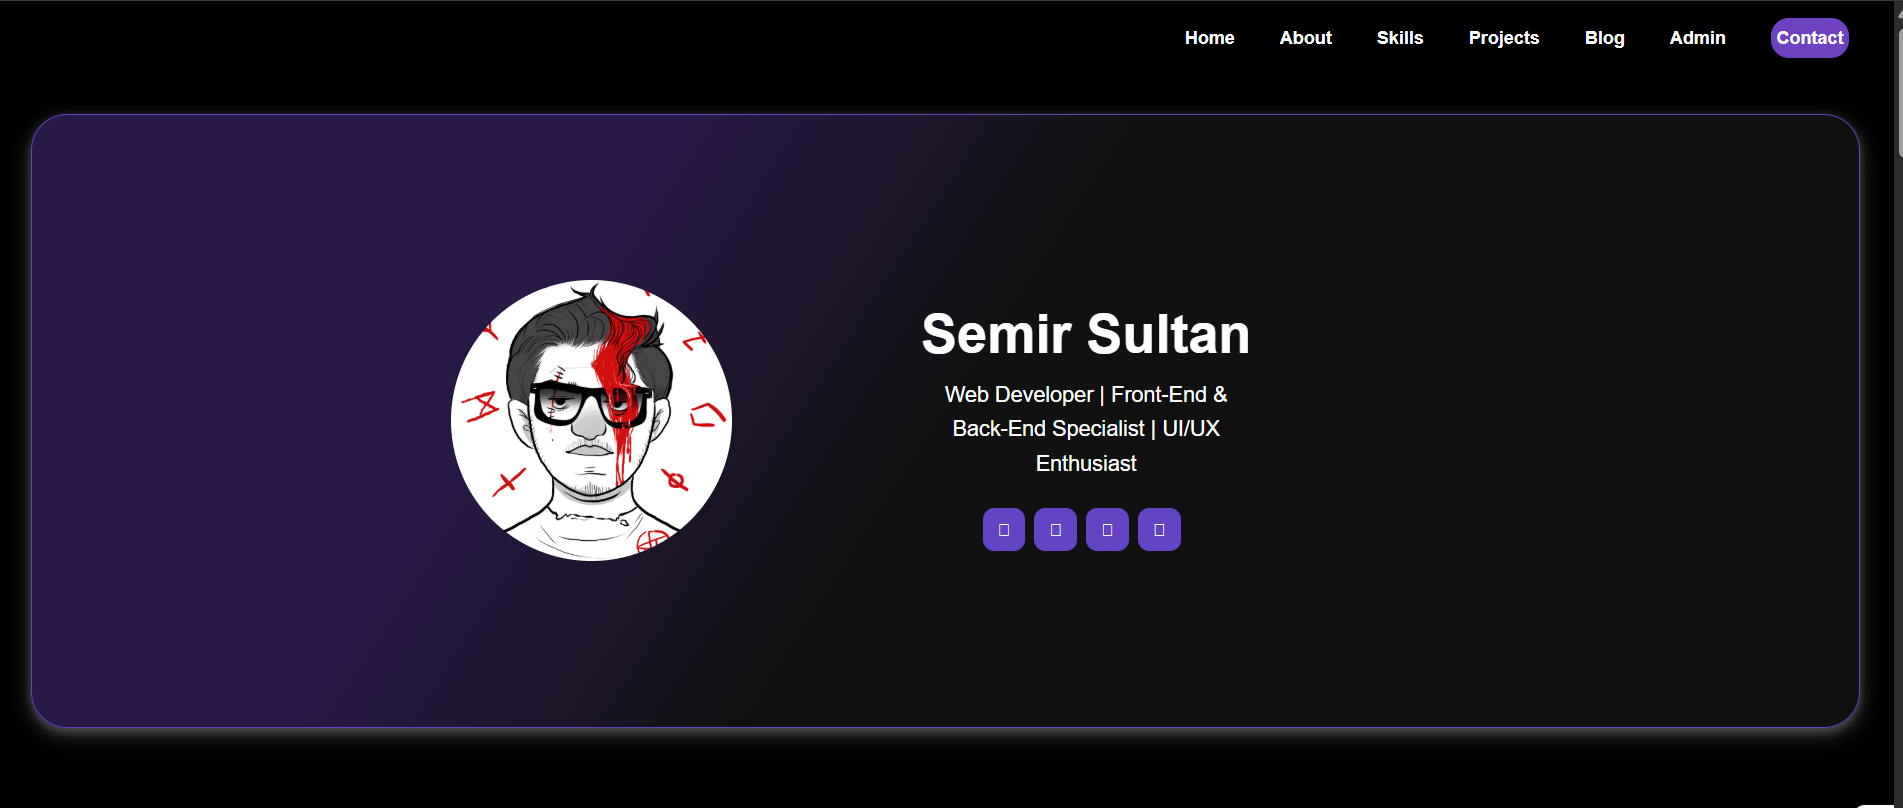 Home About Skills Projects Blog Admin Contact
Semir Sultan
Web Developer | Front-End &
Back-End Specialist | UI/UX
Enthusiast